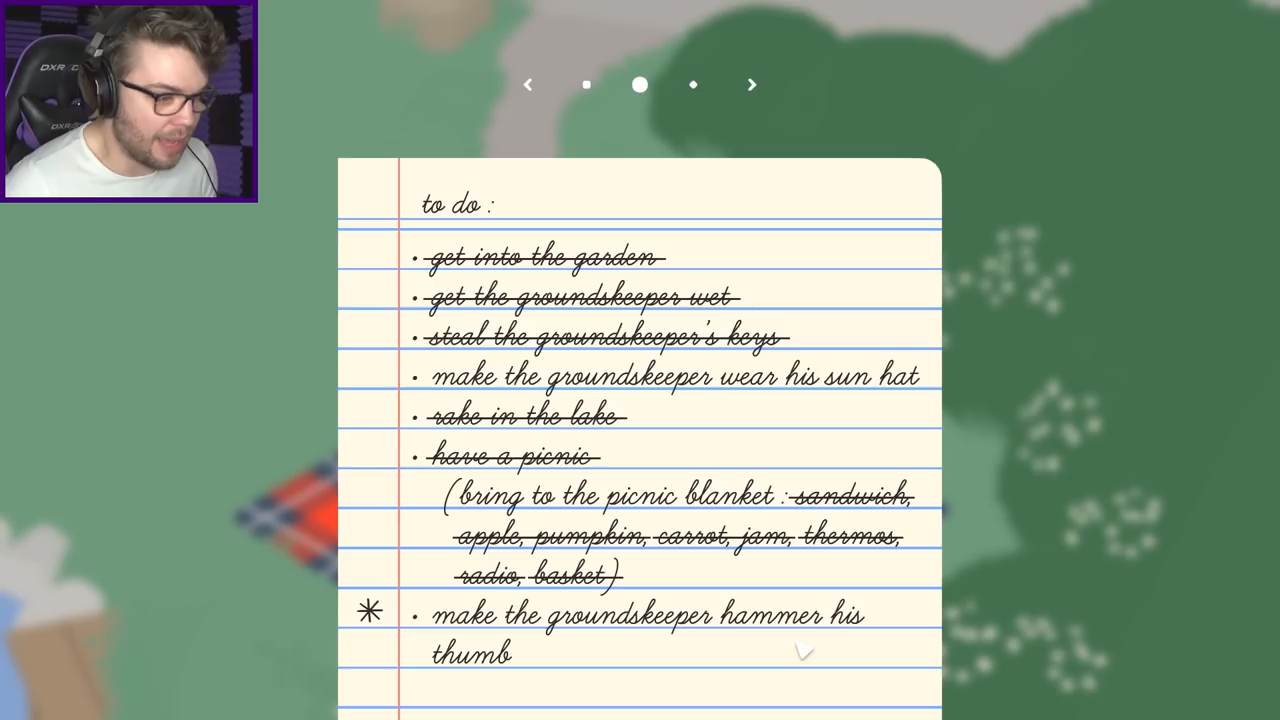 DXR
DXR
to do :
• get into the garden
• get the groundskeeper wet
• steal the groundskeeper's keys
• make the groundskeeper wear his sun hat
• rake in the lake
• have a picnic
(bring to the picnic blanket : sandwich,
apple, pumpkin, carrot, jam, thermos,
radio, basket)
* • make the groundskeeper hammer his
thumb